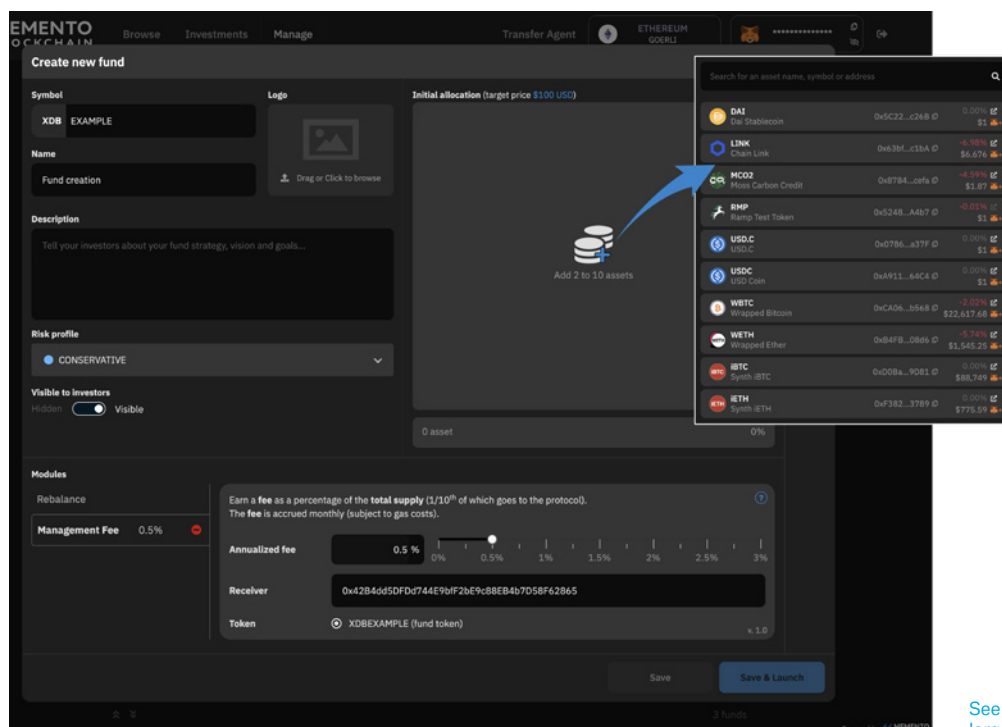 EMENTO
OCKCHAIN
Browse Investments Manage Transfer Agent ETHEREUM
GOERLI
**************
Create new fund
Symbol
XDB EXAMPLE
Logo
Drag or Click to browse
Name
Fund creation
Description
Tell your investors about your fund strategy, vision and goals...
Risk profile
CONSERVATIVE
Visible to investors
Hidden Visible
Initial allocation (target price $100 USD)
Add 2 to 10 assets
0 asset 0%
Search for an asset name, symbol or address
DAI 0.00%
Dai Stablecoin 0x5C22...c26B $1
LINK -6.98%
Chain Link 0x63bf...c1bA $6,676
MCO2 -4.59%
Moss Carbon Credit 0x8784...cefa $1.87
RMP -0.01%
Ramp Test Token 0x5248...A4b7 $1
USD.C 0.00%
USD.C 0x0786...a37F $1
USDC 0.00%
USD Coin 0xA911...64C4 $1
WBTC -2.02%
Wrapped Bitcoin 0xCA06...b568 $22,617.68
WETH -5.74%
Wrapped Ether 0xB4FB...08d6 $1,545.25
iBTC 0.00%
Synth iBTC 0xD0Ba...9081 $88,749
iETH 0.00%
Synth iETH 0xF382...3789 $775.59
Modules
Rebalance
Management Fee 0.5%
Earn a fee as a percentage of the total supply (1/10th of which goes to the protocol).
The fee is accrued monthly (subject to gas costs).
Annualized fee 0.5 %
0% 0.5% 1% 1.5% 2% 2.5% 3%
Receiver 0x42B4dd5DFDd744E9bfF2bE9c88EB4b7D58F62865
Token XDBEXAMPLE (fund token)
v. 1.0
Save Save & Launch
3 funds
MEMENTO
See